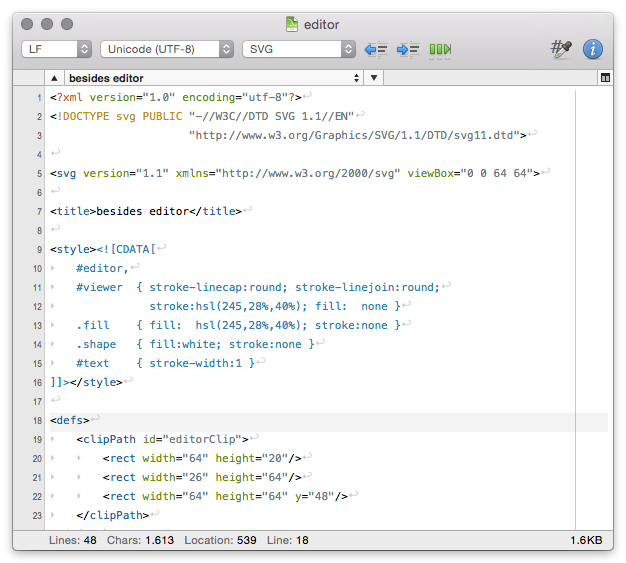 editor
LF Unicode (UTF-8) SVG
besides editor
1 <?xml version="1.0" encoding="utf-8"?>
2 <!DOCTYPE svg PUBLIC "-//W3C//DTD SVG 1.1//EN"
3 "http://www.w3.org/Graphics/SVG/1.1/DTD/svg11.dtd">
4
5 <svg version="1.1" xmlns="http://www.w3.org/2000/svg" viewBox="0 0 64 64">
6
7 <title>besides editor</title>
8
9 <style><![CDATA[
10 #editor,
11 #viewer { stroke-linecap:round; stroke-linejoin:round;
12 stroke:hsl(245,28%,40%); fill: none }
13 .fill { fill: hsl(245,28%,40%); stroke:none }
14 .shape { fill:white; stroke:none }
15 #text { stroke-width:1 }
16 ]]></style>
17
18 <defs>
19 <clipPath id="editorClip">
20 <rect width="64" height="20"/>
21 <rect width="26" height="64"/>
22 <rect width="64" height="64" y="48"/>
23 </clipPath>
Lines: 48 Chars: 1.613 Location: 539 Line: 18 1.6KB